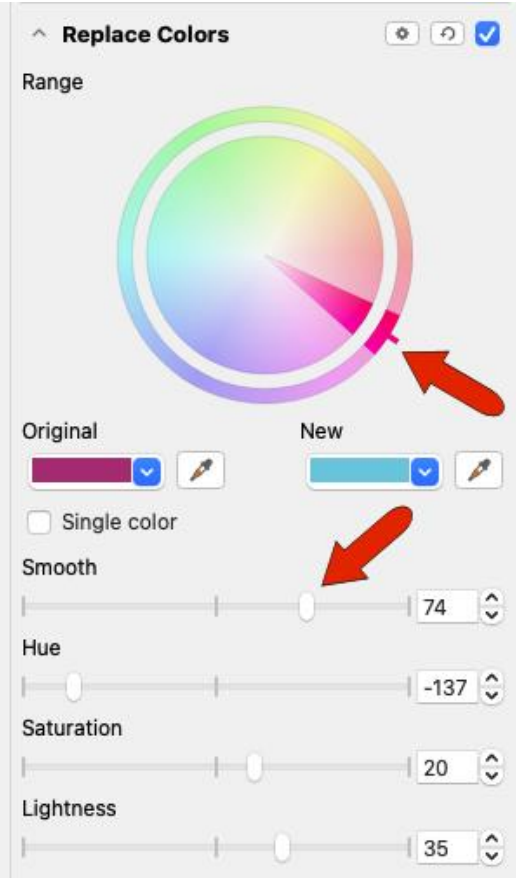 Replace Colors
Range
Original New
Single color
Smooth
74
Hue
-137
Saturation
20
Lightness
35